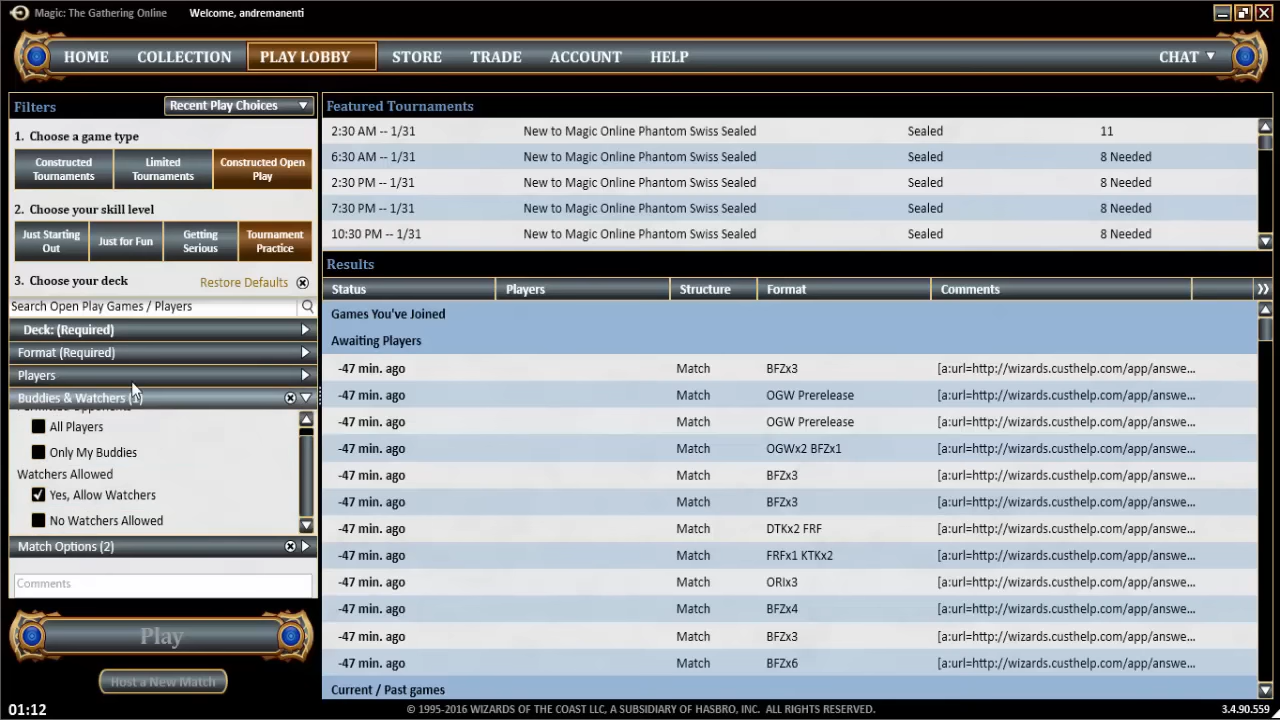 Magic: The Gathering Online Welcome, andremanenti
HOME COLLECTION PLAY LOBBY STORE TRADE ACCOUNT HELP CHAT
Filters Recent Play Choices
1. Choose a game type
Constructed Tournaments Limited Tournaments Constructed Open Play
2. Choose your skill level
Just Starting Out Just for Fun Getting Serious Tournament Practice
3. Choose your deck Restore Defaults
Search Open Play Games / Players
Deck: (Required)
Format (Required)
Players
Buddies & Watchers (1)
Permitted Opponents
All Players
Only My Buddies
Watchers Allowed
Yes, Allow Watchers
No Watchers Allowed
Match Options (2)
Comments
Play
Host a New Match
01:12
Featured Tournaments
2:30 AM -- 1/31 New to Magic Online Phantom Swiss Sealed Sealed 11
6:30 AM -- 1/31 New to Magic Online Phantom Swiss Sealed Sealed 8 Needed
2:30 PM -- 1/31 New to Magic Online Phantom Swiss Sealed Sealed 8 Needed
7:30 PM -- 1/31 New to Magic Online Phantom Swiss Sealed Sealed 8 Needed
10:30 PM -- 1/31 New to Magic Online Phantom Swiss Sealed Sealed 8 Needed
Results
Status Players Structure Format Comments
Games You've Joined
Awaiting Players
-47 min. ago Match BFZx3 [a:url=http://wizards.custhelp.com/app/answe...
-47 min. ago Match OGW Prerelease [a:url=http://wizards.custhelp.com/app/answe...
-47 min. ago Match OGW Prerelease [a:url=http://wizards.custhelp.com/app/answe...
-47 min. ago Match OGWx2 BFZx1 [a:url=http://wizards.custhelp.com/app/answe...
-47 min. ago Match BFZx3 [a:url=http://wizards.custhelp.com/app/answe...
-47 min. ago Match BFZx3 [a:url=http://wizards.custhelp.com/app/answe...
-47 min. ago Match DTKx2 FRF [a:url=http://wizards.custhelp.com/app/answe...
-47 min. ago Match FRFx1 KTKx2 [a:url=http://wizards.custhelp.com/app/answe...
-47 min. ago Match ORIx3 [a:url=http://wizards.custhelp.com/app/answe...
-47 min. ago Match BFZx4 [a:url=http://wizards.custhelp.com/app/answe...
-47 min. ago Match BFZx3 [a:url=http://wizards.custhelp.com/app/answe...
-47 min. ago Match BFZx6 [a:url=http://wizards.custhelp.com/app/answe...
Current / Past games
© 1995-2016 WIZARDS OF THE COAST LLC, A SUBSIDIARY OF HASBRO, INC. ALL RIGHTS RESERVED. 3.4.90.559